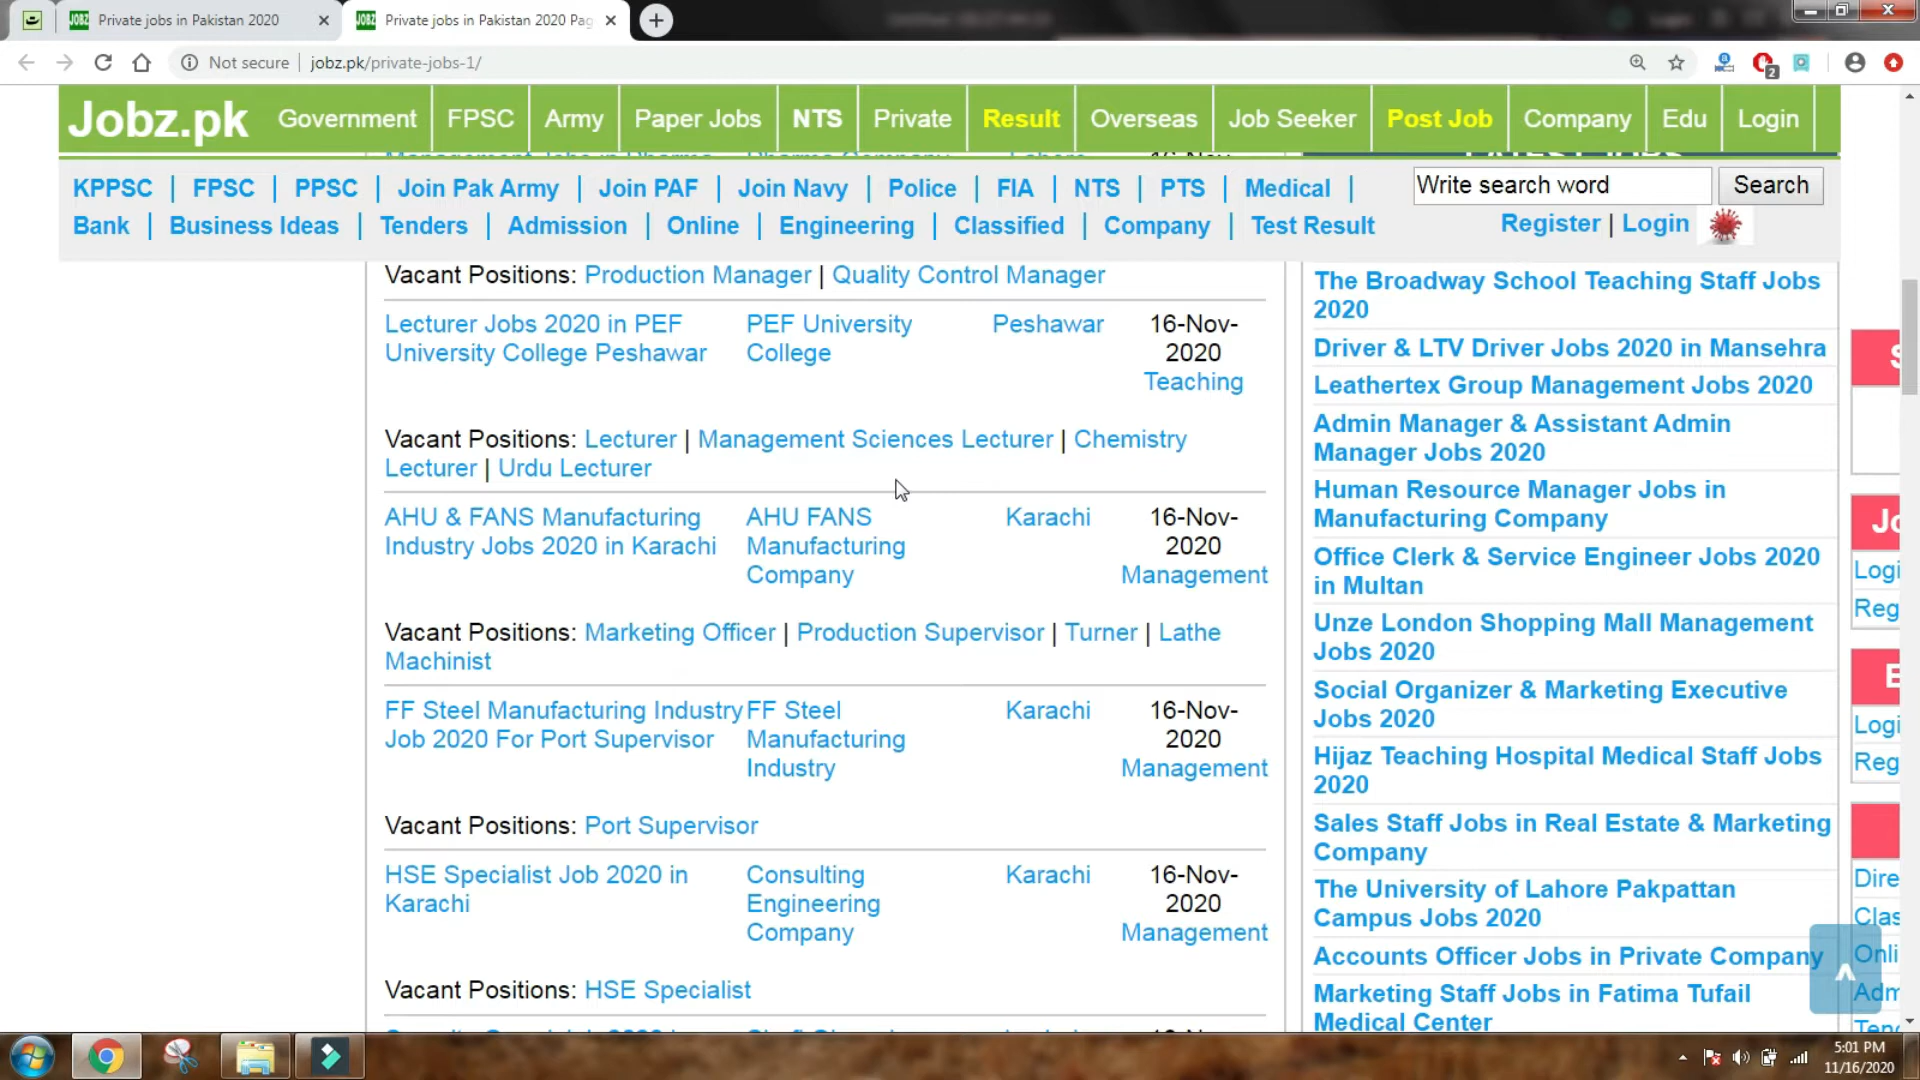 Private jobs in Pakistan 2020
Private jobs in Pakistan 2020 Pag
Not secure | jobz.pk/private-jobs-1/
2
Jobz.pk Government FPSC Army Paper Jobs NTS Private Result Overseas Job Seeker Post Job Company Edu Login
KPPSC | FPSC | PPSC | Join Pak Army | Join PAF | Join Navy | Police | FIA | NTS | PTS | Medical |
Write search word Search
Bank | Business Ideas | Tenders | Admission | Online | Engineering | Classified | Company | Test Result
Register | Login
Vacant Positions: Production Manager | Quality Control Manager
Lecturer Jobs 2020 in PEF
University College Peshawar
PEF University
College
Peshawar
16-Nov-
2020
Teaching
Vacant Positions: Lecturer | Management Sciences Lecturer | Chemistry
Lecturer | Urdu Lecturer
AHU & FANS Manufacturing
Industry Jobs 2020 in Karachi
AHU FANS
Manufacturing
Company
Karachi
16-Nov-
2020
Management
Vacant Positions: Marketing Officer | Production Supervisor | Turner | Lathe
Machinist
FF Steel Manufacturing Industry
Job 2020 For Port Supervisor
FF Steel
Manufacturing
Industry
Karachi
16-Nov-
2020
Management
Vacant Positions: Port Supervisor
HSE Specialist Job 2020 in
Karachi
Consulting
Engineering
Company
Karachi
16-Nov-
2020
Management
Vacant Positions: HSE Specialist
The Broadway School Teaching Staff Jobs
2020
Driver & LTV Driver Jobs 2020 in Mansehra
Leathertex Group Management Jobs 2020
Admin Manager & Assistant Admin
Manager Jobs 2020
Human Resource Manager Jobs in
Manufacturing Company
Office Clerk & Service Engineer Jobs 2020
in Multan
Unze London Shopping Mall Management
Jobs 2020
Social Organizer & Marketing Executive
Jobs 2020
Hijaz Teaching Hospital Medical Staff Jobs
2020
Sales Staff Jobs in Real Estate & Marketing
Company
The University of Lahore Pakpattan
Campus Jobs 2020
Accounts Officer Jobs in Private Company
Marketing Staff Jobs in Fatima Tufail
Medical Center
Logi
Reg
Logi
Reg
Dire
Clas
Onli
Adm
5:01 PM
11/16/2020